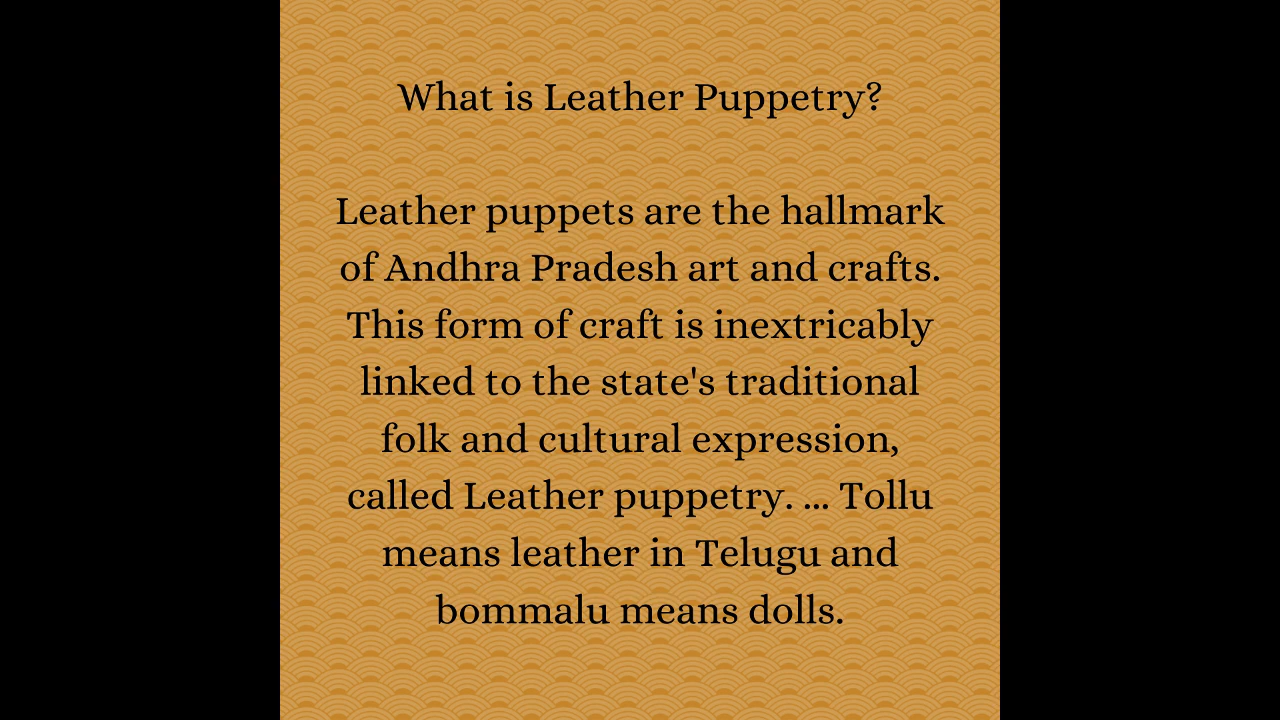 What is Leather Puppetry?
Leather puppets are the hallmark
of Andhra Pradesh art and crafts.
This form of craft is inextricably
linked to the state's traditional
folk and cultural expression,
called Leather puppetry. ... Tollu
means leather in Telugu and
bommalu means dolls.